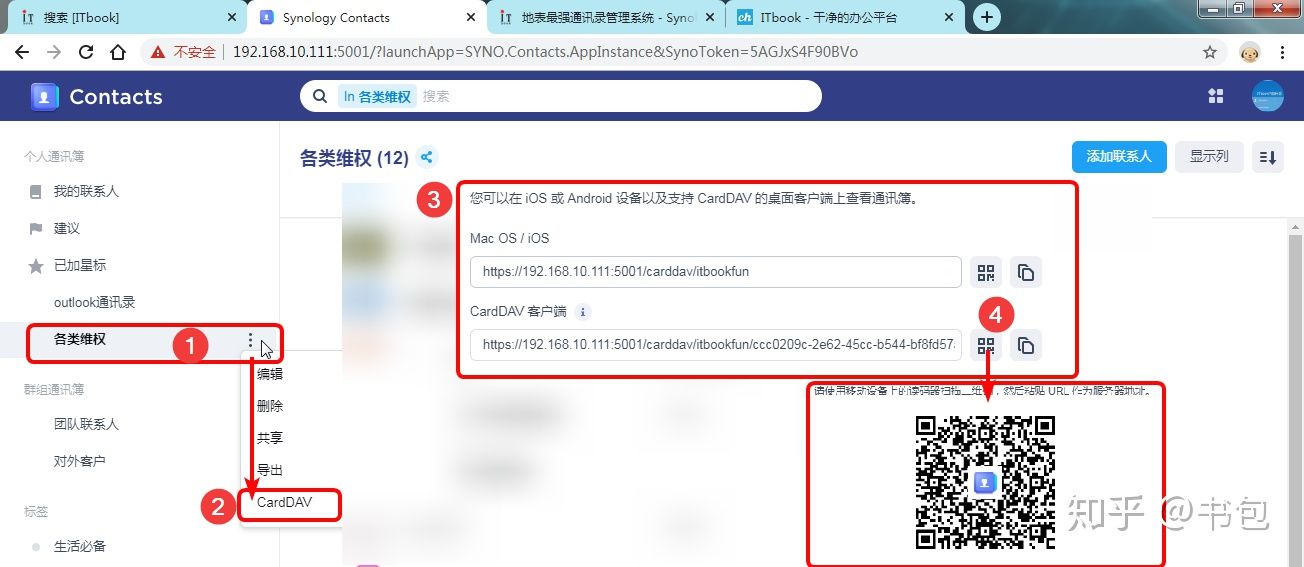 搜索 [ITbook]
Synology Contacts
地表最强通讯录管理系统 - Syno
ITbook - 干净的办公平台
不安全
192.168.10.111:5001/?launchApp=SYNO.Contacts.AppInstance&SynoToken=5AGJxS4F90BVo
Contacts
In 各类维权 搜索
个人通讯簿
我的联系人
建议
已加星标
outlook通讯录
各类维权
群组通讯簿
团队联系人
对外客户
标签
生活必备
1
编辑
删除
共享
导出
CardDAV
2
各类维权 (12)
添加联系人
显示列
3
您可以在 iOS 或 Android 设备以及支持 CardDAV 的桌面客户端上查看通讯簿。
Mac OS / iOS
https://192.168.10.111:5001/carddav/itbookfun
CardDAV 客户端
https://192.168.10.111:5001/carddav/itbookfun/ccc0209c-2e62-45cc-b544-bf8fd57
4
请使用移动设备上的读码器扫描二维码，然后粘贴 URL 作为服务器地址。
知乎 @书包